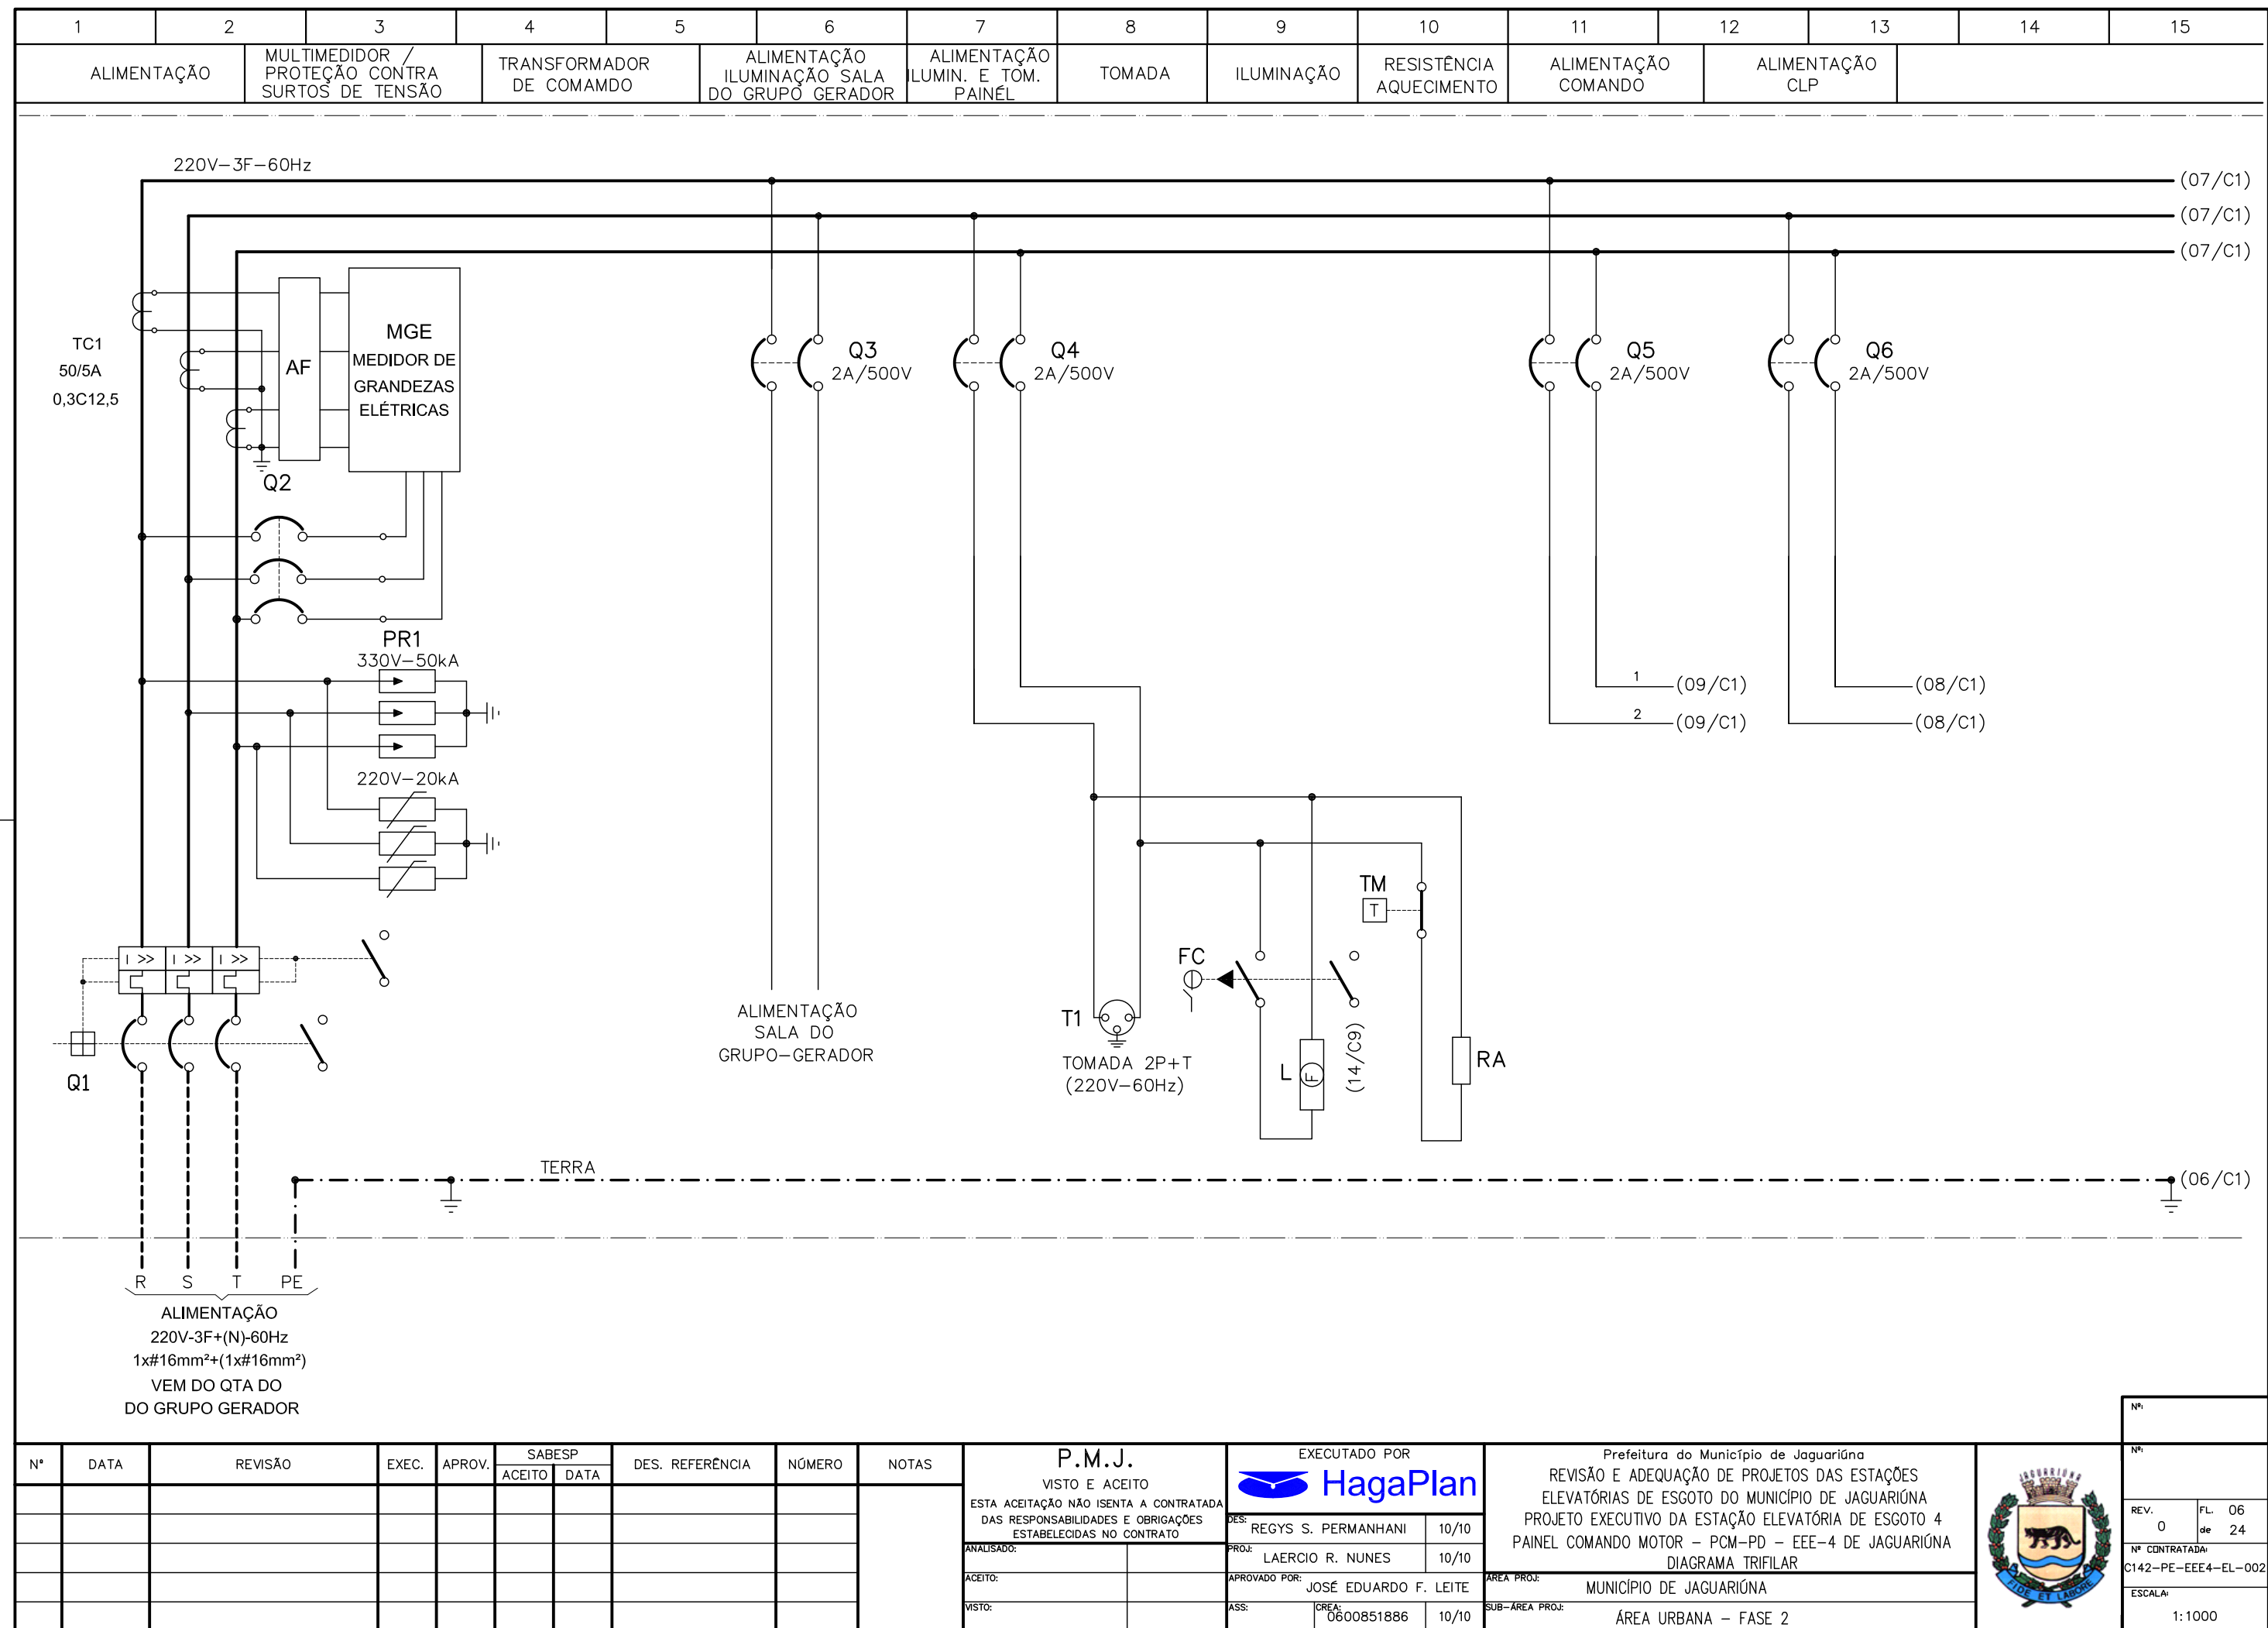 1 2 3 4 5 6 7 8 9 10 11 12 13 14 15
ALIMENTAÇÃO
MULTIMEDIDOR /
PROTEÇÃO CONTRA
SURTOS DE TENSÃO
TRANSFORMADOR
DE COMAMDO
ALIMENTAÇÃO
ILUMINAÇÃO SALA
DO GRUPO GERADOR
ALIMENTAÇÃO
ILUMIN. E TOM.
PAINÉL
TOMADA
ILUMINAÇÃO
RESISTÊNCIA
AQUECIMENTO
ALIMENTAÇÃO
COMANDO
ALIMENTAÇÃO
CLP
220V-3F-60Hz
(07/C1)
(07/C1)
(07/C1)
TC1
50/5A
0,3C12,5
AF
MGE
MEDIDOR DE
GRANDEZAS
ELÉTRICAS
Q2
Q3
2A/500V
Q4
2A/500V
Q5
2A/500V
Q6
2A/500V
PR1
330V-50kA
220V-20kA
1 (09/C1)
2 (09/C1)
(08/C1)
(08/C1)
I >> I >> I >>
Q1
ALIMENTAÇÃO
SALA DO
GRUPO-GERADOR
T1
TOMADA 2P+T
(220V-60Hz)
FC
L
F
(14/C9)
TM
T
RA
TERRA
(06/C1)
R S T PE
ALIMENTAÇÃO
220V-3F+(N)-60Hz
1x#16mm²+(1x#16mm²)
VEM DO QTA DO
DO GRUPO GERADOR
Nº DATA REVISÃO EXEC. APROV. SABESP
ACEITO DATA
DES. REFERÊNCIA NÚMERO NOTAS
P.M.J.
VISTO E ACEITO
ESTA ACEITAÇÃO NÃO ISENTA A CONTRATADA
DAS RESPONSABILIDADES E OBRIGAÇÕES
ESTABELECIDAS NO CONTRATO
ANALISADO:
ACEITO:
VISTO:
EXECUTADO POR
HagaPlan
DES: REGYS S. PERMANHANI 10/10
PROJ: LAERCIO R. NUNES 10/10
APROVADO POR: JOSÉ EDUARDO F. LEITE
ASS: CREA: 0600851886 10/10
Prefeitura do Município de Jaguariúna
REVISÃO E ADEQUAÇÃO DE PROJETOS DAS ESTAÇÕES
ELEVATÓRIAS DE ESGOTO DO MUNICÍPIO DE JAGUARIÚNA
PROJETO EXECUTIVO DA ESTAÇÃO ELEVATÓRIA DE ESGOTO 4
PAINEL COMANDO MOTOR - PCM-PD - EEE-4 DE JAGUARIÚNA
DIAGRAMA TRIFILAR
ÁREA PROJ: MUNICÍPIO DE JAGUARIÚNA
SUB-ÁREA PROJ: ÁREA URBANA - FASE 2
JAGUARIUNA
FIDE ET LABORE
Nº:
Nº:
REV. 0
FL. 06
de 24
Nº CONTRATADA:
C142-PE-EEE4-EL-002
ESCALA:
1:1000